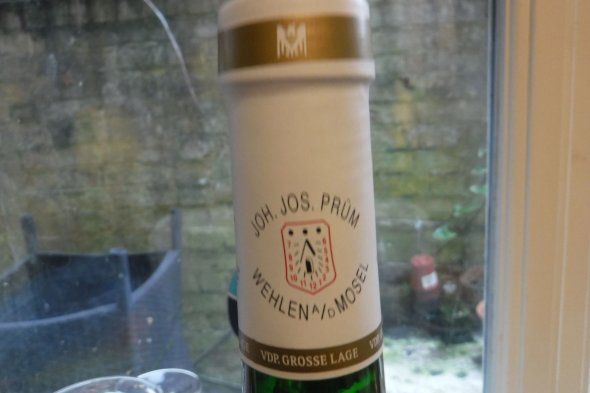 JOH. JOS. PRÜM
WEHLEN A/D MOSEL
VDP. GROSSE LAGE